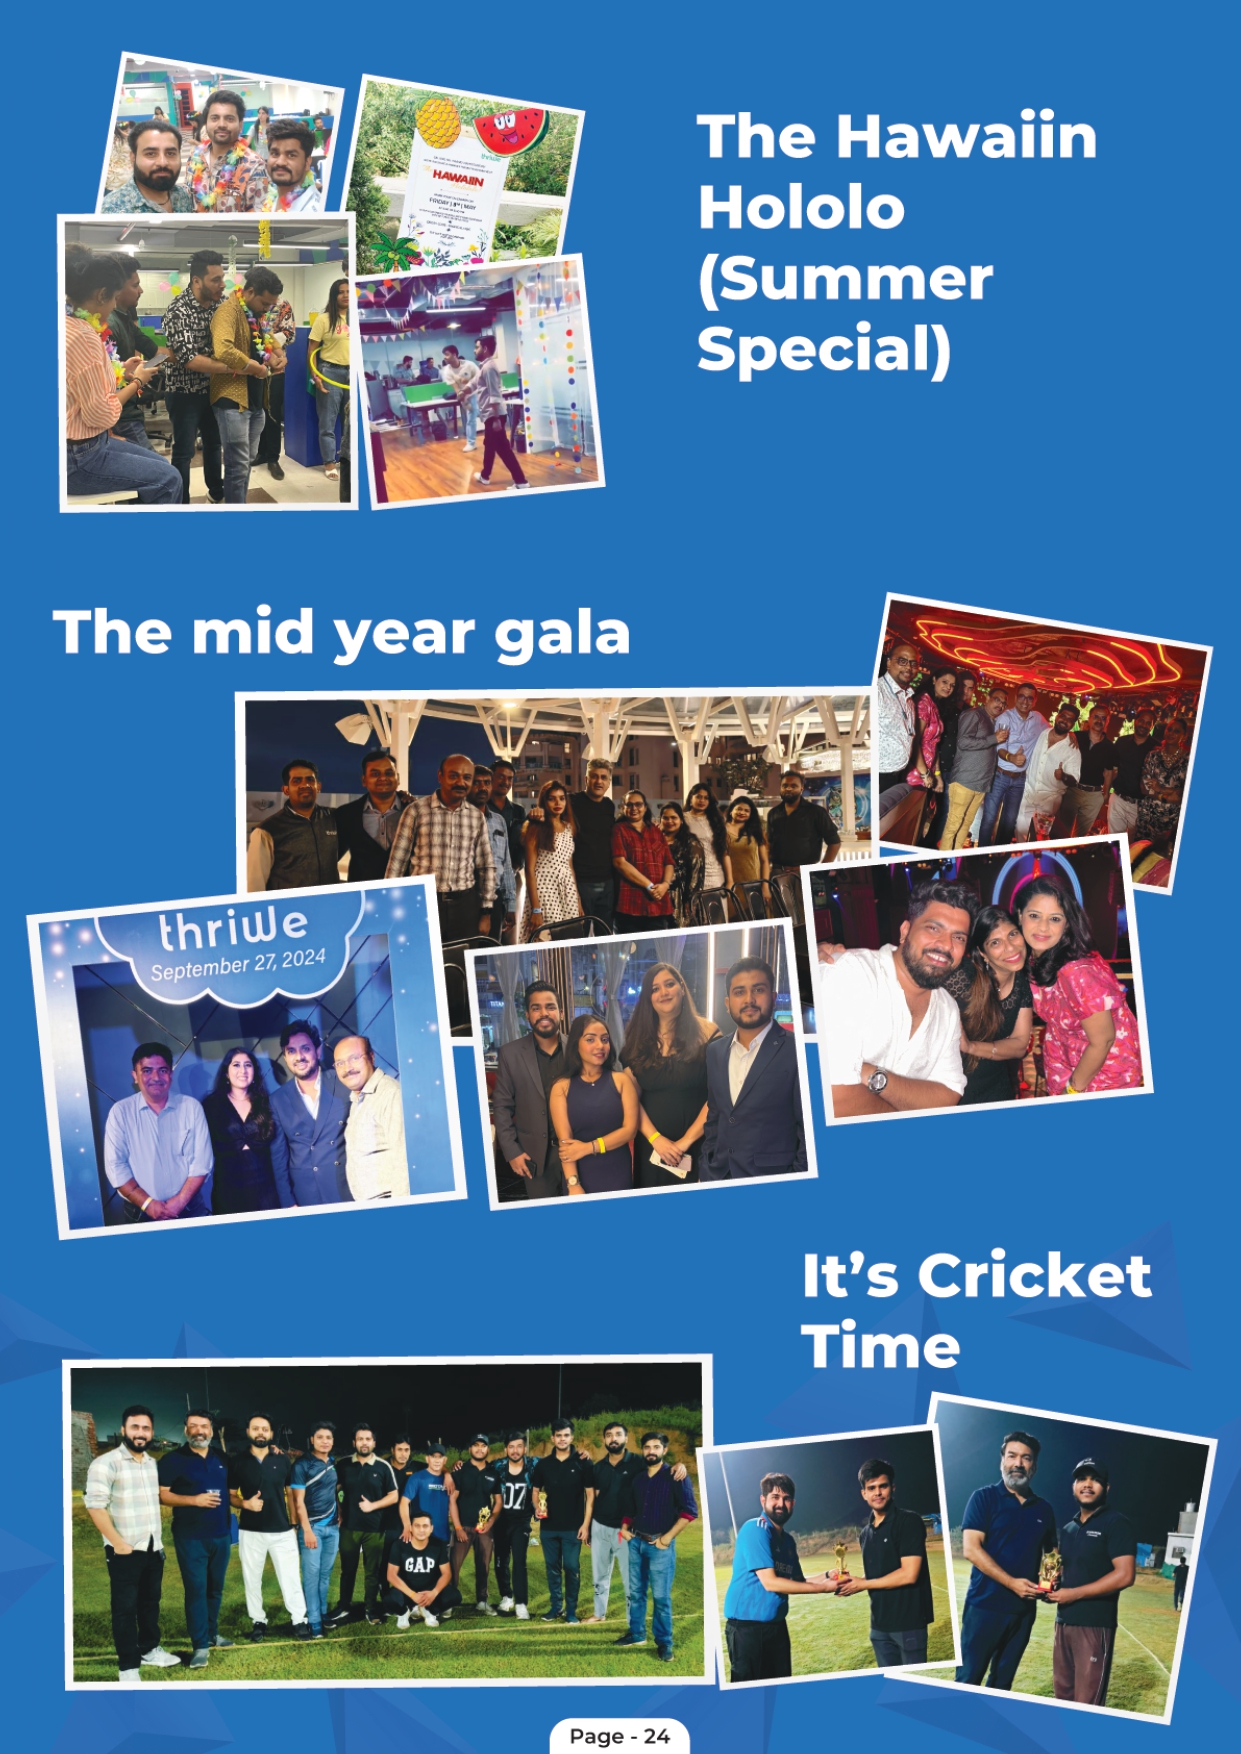 The Hawaiin
Hololo
(Summer
Special)
thriwe
HAWAIIN
The mid year gala
thriwe
September 27, 2024
It's Cricket
Time
07
GAP
Page - 24